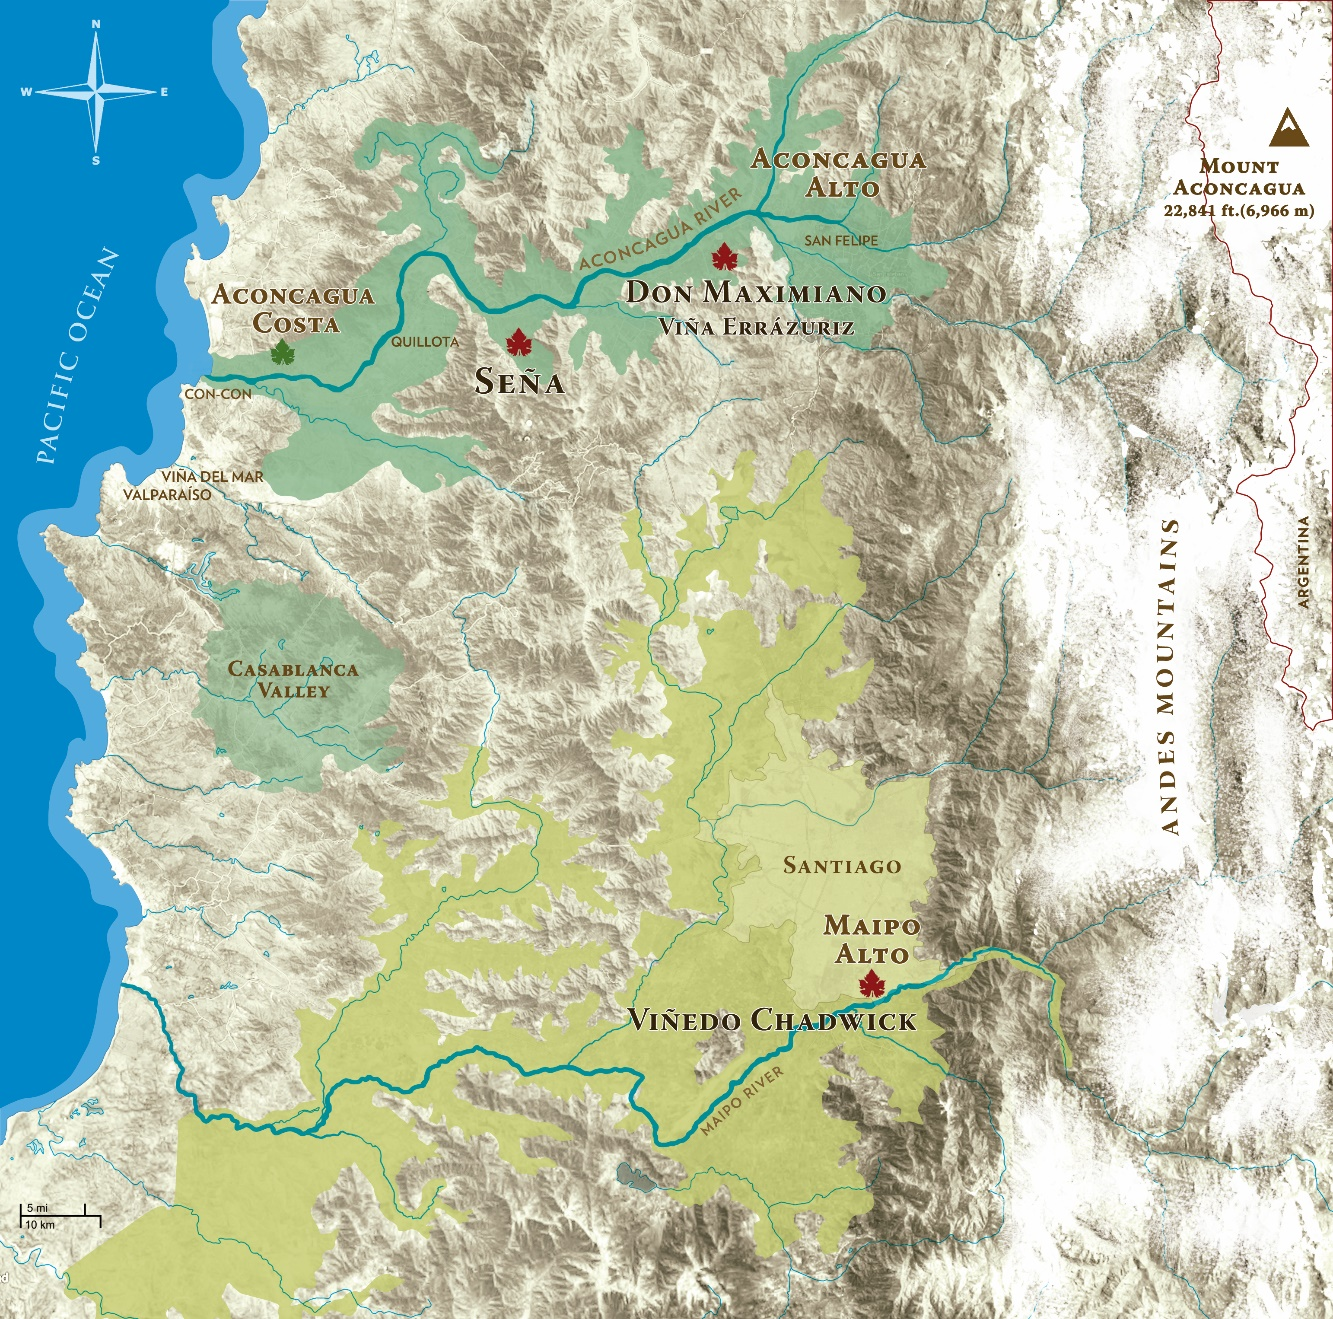 N
W
E
S
PACIFIC OCEAN
MOUNT
ACONCAGUA
22,841 ft.(6,966 m)
ACONCAGUA
ALTO
ACONCAGUA RIVER
SAN FELIPE
DON MAXIMIANO
VIÑA ERRÁZURIZ
ACONCAGUA
COSTA
QUILLOTA
SEÑA
CON-CON
VIÑA DEL MAR
VALPARAÍSO
CASABLANCA
VALLEY
ANDES MOUNTAINS
ARGENTINA
SANTIAGO
MAIPO
ALTO
VIÑEDO CHADWICK
MAIPO RIVER
5 mi
10 km